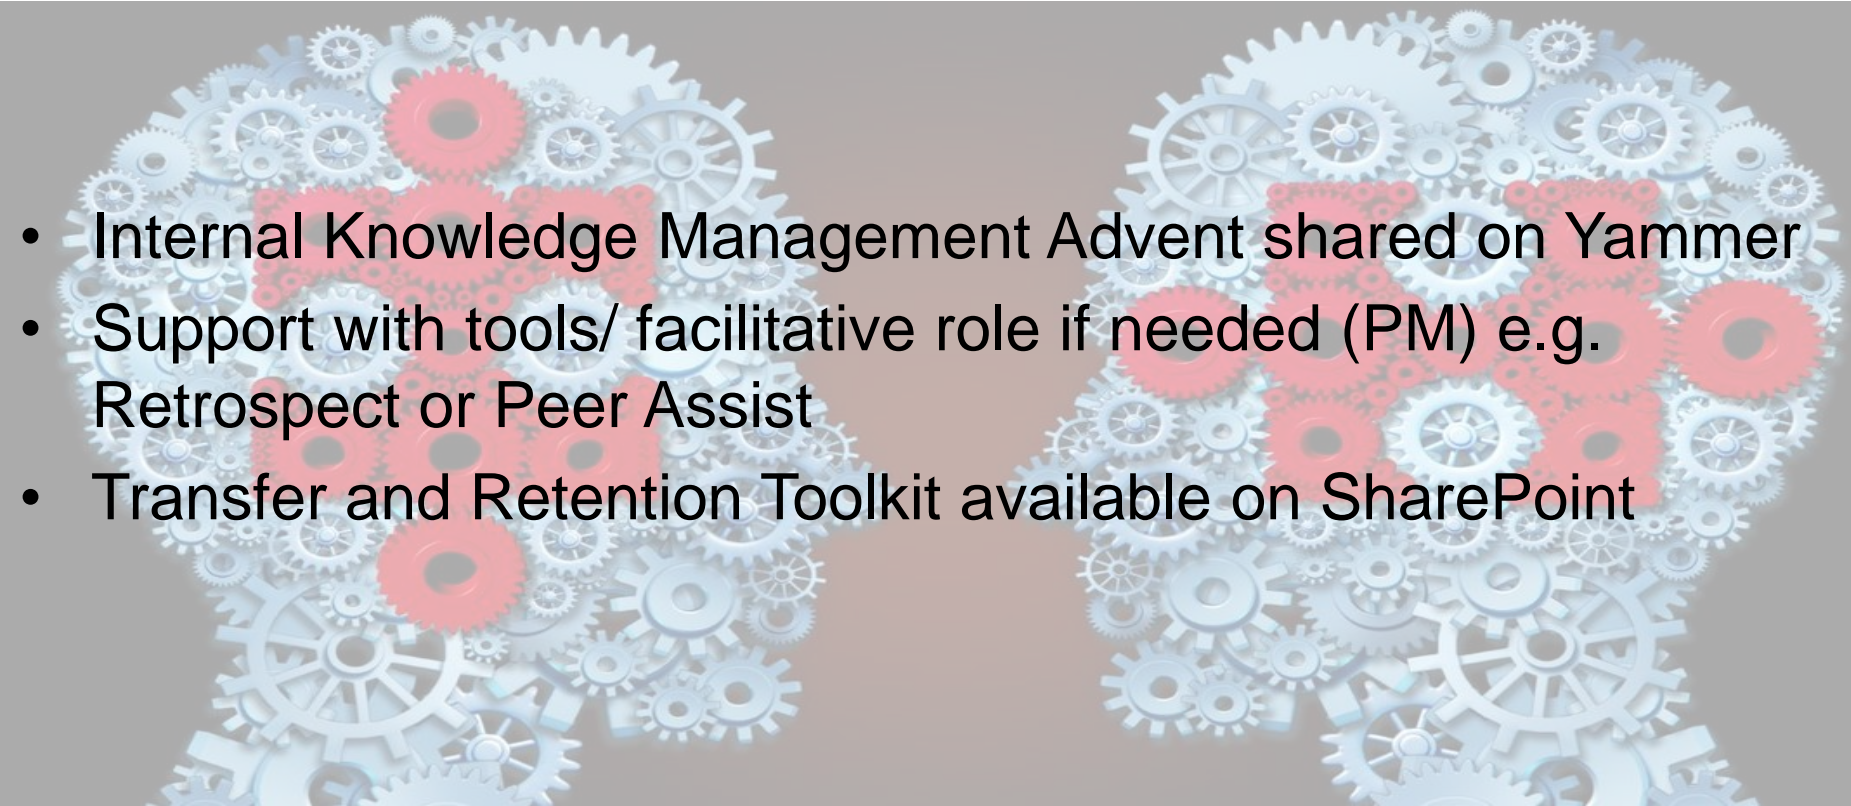 • Internal Knowledge Management Advent shared on Yammer
• Support with tools/ facilitative role if needed (PM) e.g.
Retrospect or Peer Assist
• Transfer and Retention Toolkit available on SharePoint